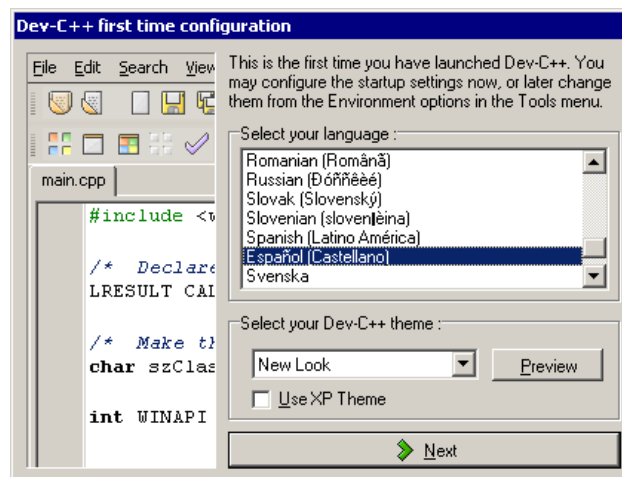 Dev-C++ first time configuration
File Edit Search View
main.cpp
#include <w
/* Declare
LRESULT CAL
/* Make th
char szClas
int WINAPI
This is the first time you have launched Dev-C++. You
may configure the startup settings now, or later change
them from the Environment options in the Tools menu.
Select your language :
Romanian (Română)
Russian (Ðóññêèé)
Slovak (Slovenský)
Slovenian (slovenèina)
Spanish (Latino América)
Español (Castellano)
Svenska
Select your Dev-C++ theme :
New Look
Preview
Use XP Theme
Next